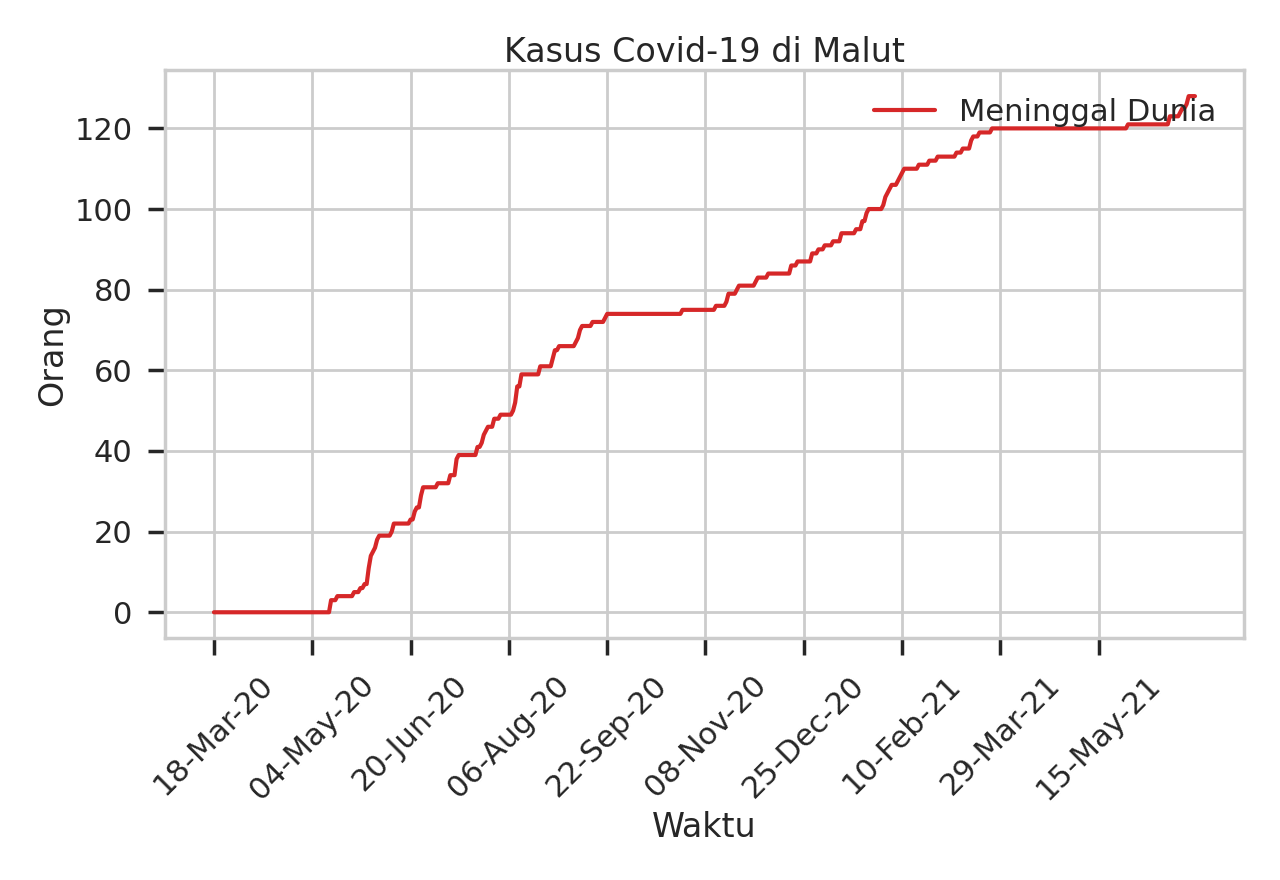 Kasus Covid-19 di Malut
Meninggal Dunia
120
100
80
60
40
20
0
Orang
18-Mar-20
04-May-20
20-Jun-20
06-Aug-20
22-Sep-20
08-Nov-20
25-Dec-20
10-Feb-21
29-Mar-21
15-May-21
Waktu